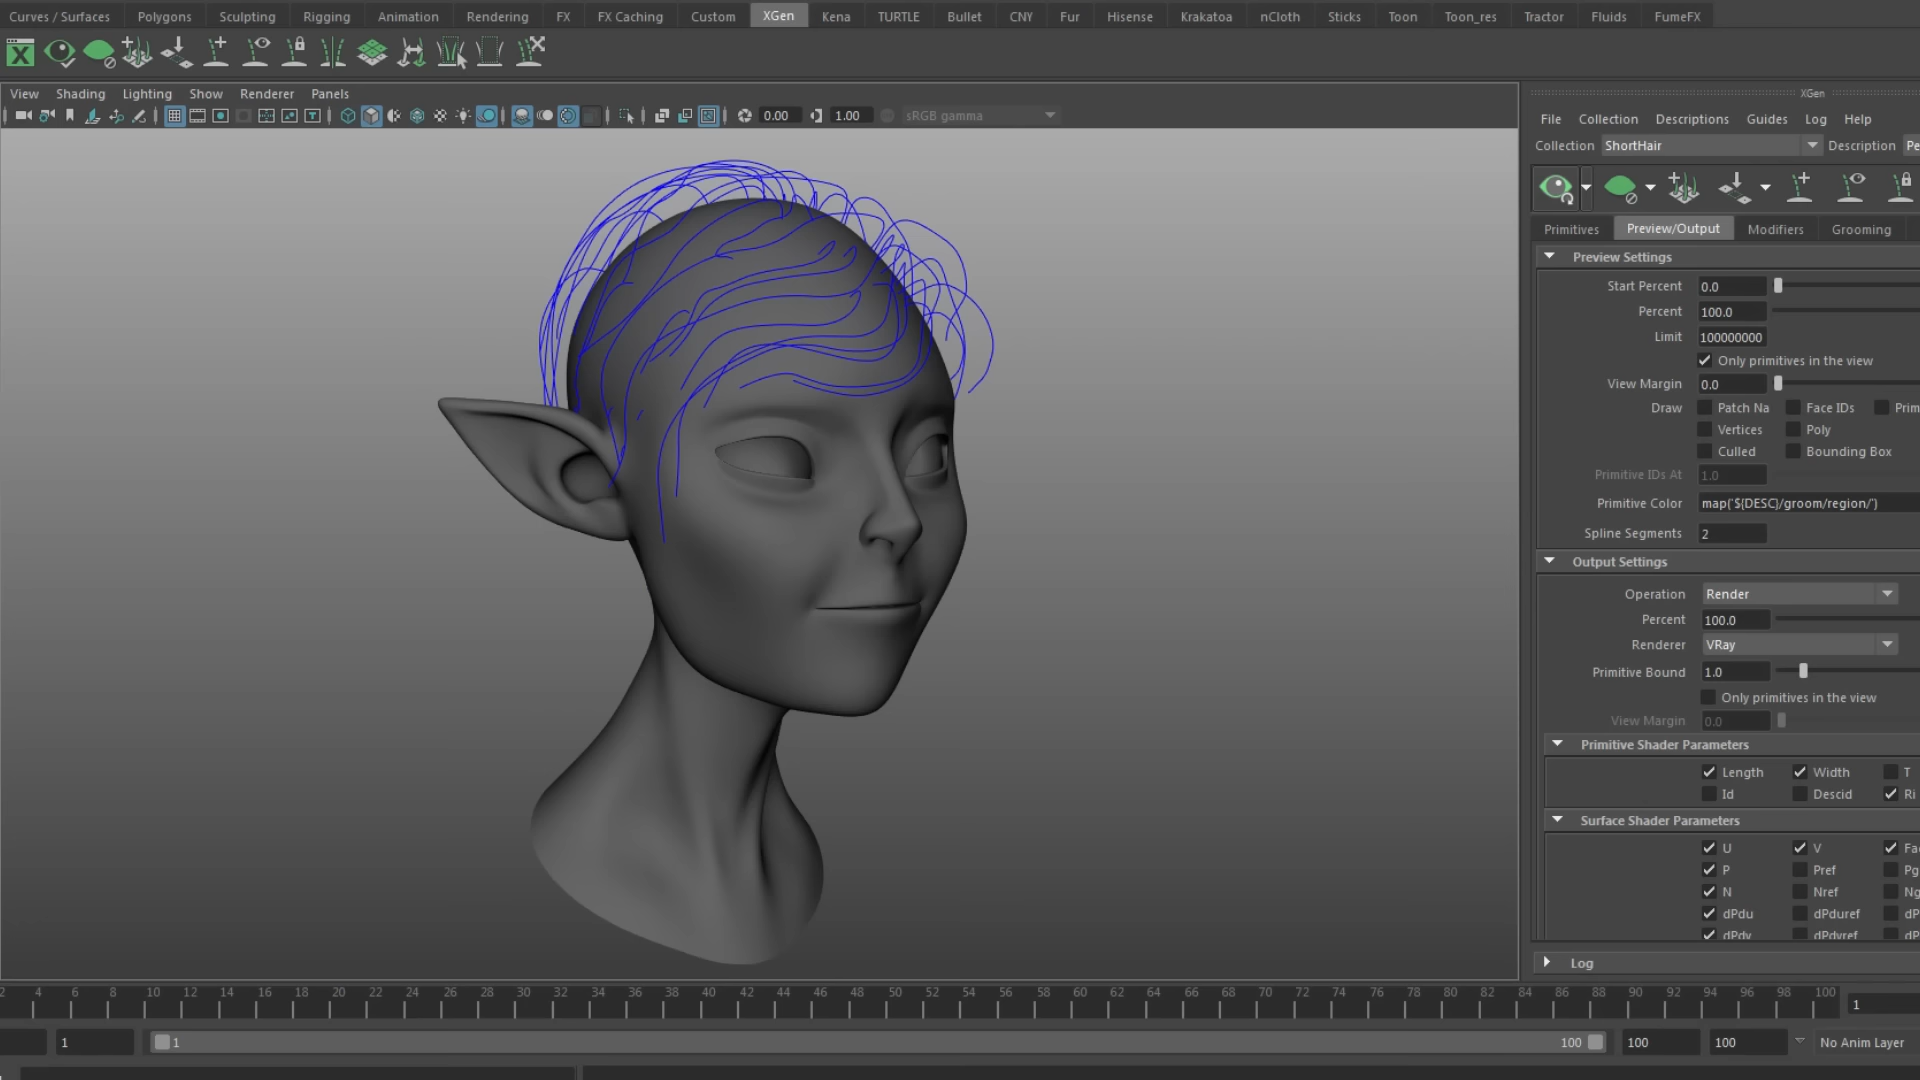 Curves / Surfaces Polygons Sculpting Rigging Animation Rendering FX FX Caching Custom XGen Kena TURTLE Bullet CNY Fur Hisense Krakatoa nCloth Sticks Toon Toon_res Tractor Fluids FumeFX
View Shading Lighting Show Renderer Panels
XGen
0.00 1.00 sRGB gamma
File Collection Descriptions Guides Log Help
Collection ShortHair Description Pe
Primitives Preview/Output Modifiers Grooming
Preview Settings
Start Percent 0.0
Percent 100.0
Limit 100000000
Only primitives in the view
View Margin 0.0
Draw Patch Na Face IDs Prim
Vertices Poly
Culled Bounding Box
Primitive IDs At 1.0
Primitive Color map('${DESC}/groom/region/')
Spline Segments 2
Output Settings
Operation Render
Percent 100.0
Renderer VRay
Primitive Bound 1.0
Only primitives in the view
View Margin 0.0
Primitive Shader Parameters
Length Width T
Id Descid Ri
Surface Shader Parameters
U V Fac
P Pref Pg
N Nref Ng
dPdu dPduref dP
dPdv dPdvref dP
Log
2 4 6 8 10 12 14 16 18 20 22 24 26 28 30 32 34 36 38 40 42 44 46 48 50 52 54 56 58 60 62 64 66 68 70 72 74 76 78 80 82 84 86 88 90 92 94 96 98 100 1
1 1 100 100 100 No Anim Layer